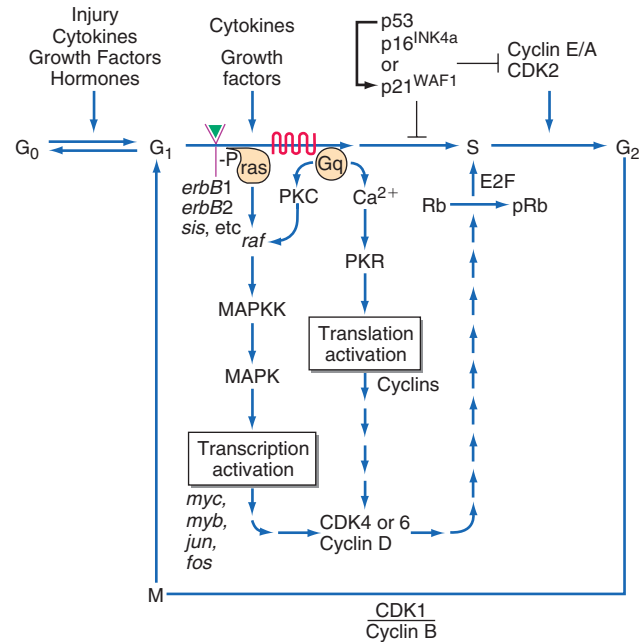 Injury
Cytokines
Growth Factors
Hormones
Cytokines
Growth
factors
p53
p16INK4a
or
p21WAF1
Cyclin E/A
CDK2
G0
G1
S
G2
-P
ras
Gq
erbB1
erbB2
sis, etc
PKC
Ca2+
E2F
Rb
pRb
raf
PKR
MAPKK
Translation
activation
MAPK
Cyclins
Transcription
activation
myc,
myb,
jun,
fos
CDK4 or 6
Cyclin D
M
CDK1
Cyclin B